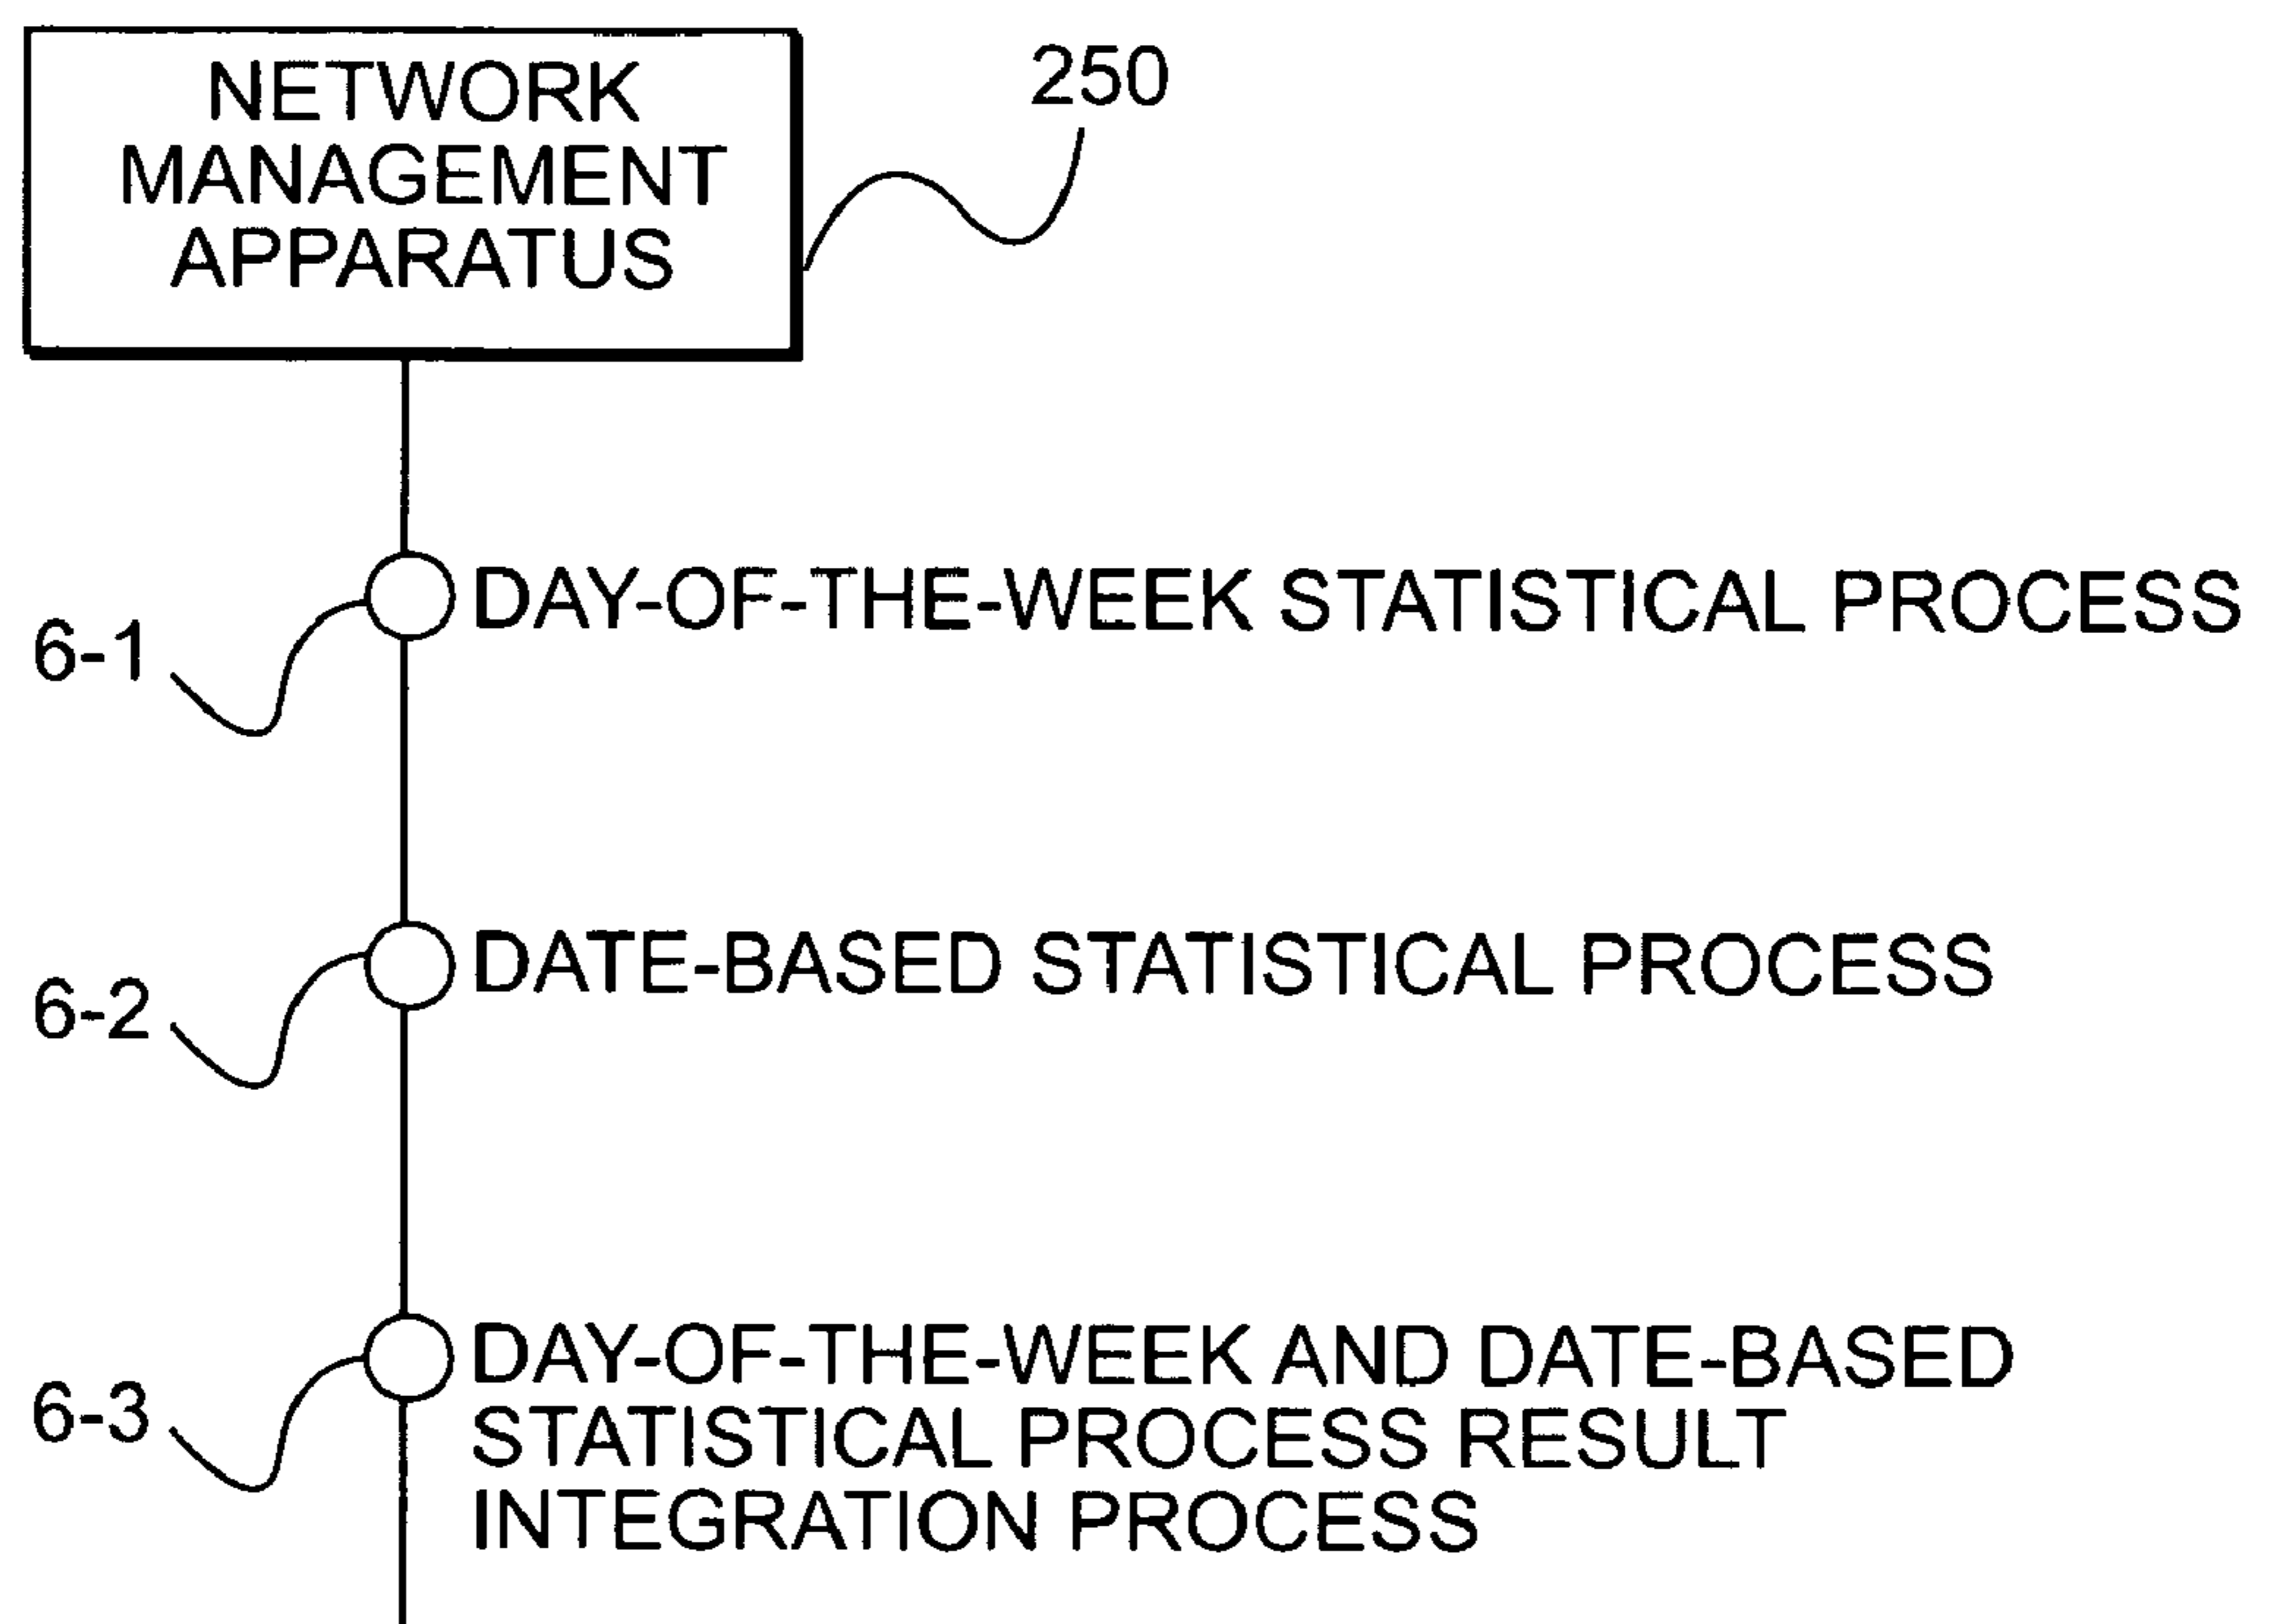 NETWORK
MANAGEMENT
APPARATUS
250
DAY-OF-THE-WEEK STATISTICAL PROCESS
6-1
DATE-BASED STATISTICAL PROCESS
6-2
DAY-OF-THE-WEEK AND DATE-BASED
6-3
STATISTICAL PROCESS RESULT
INTEGRATION PROCESS